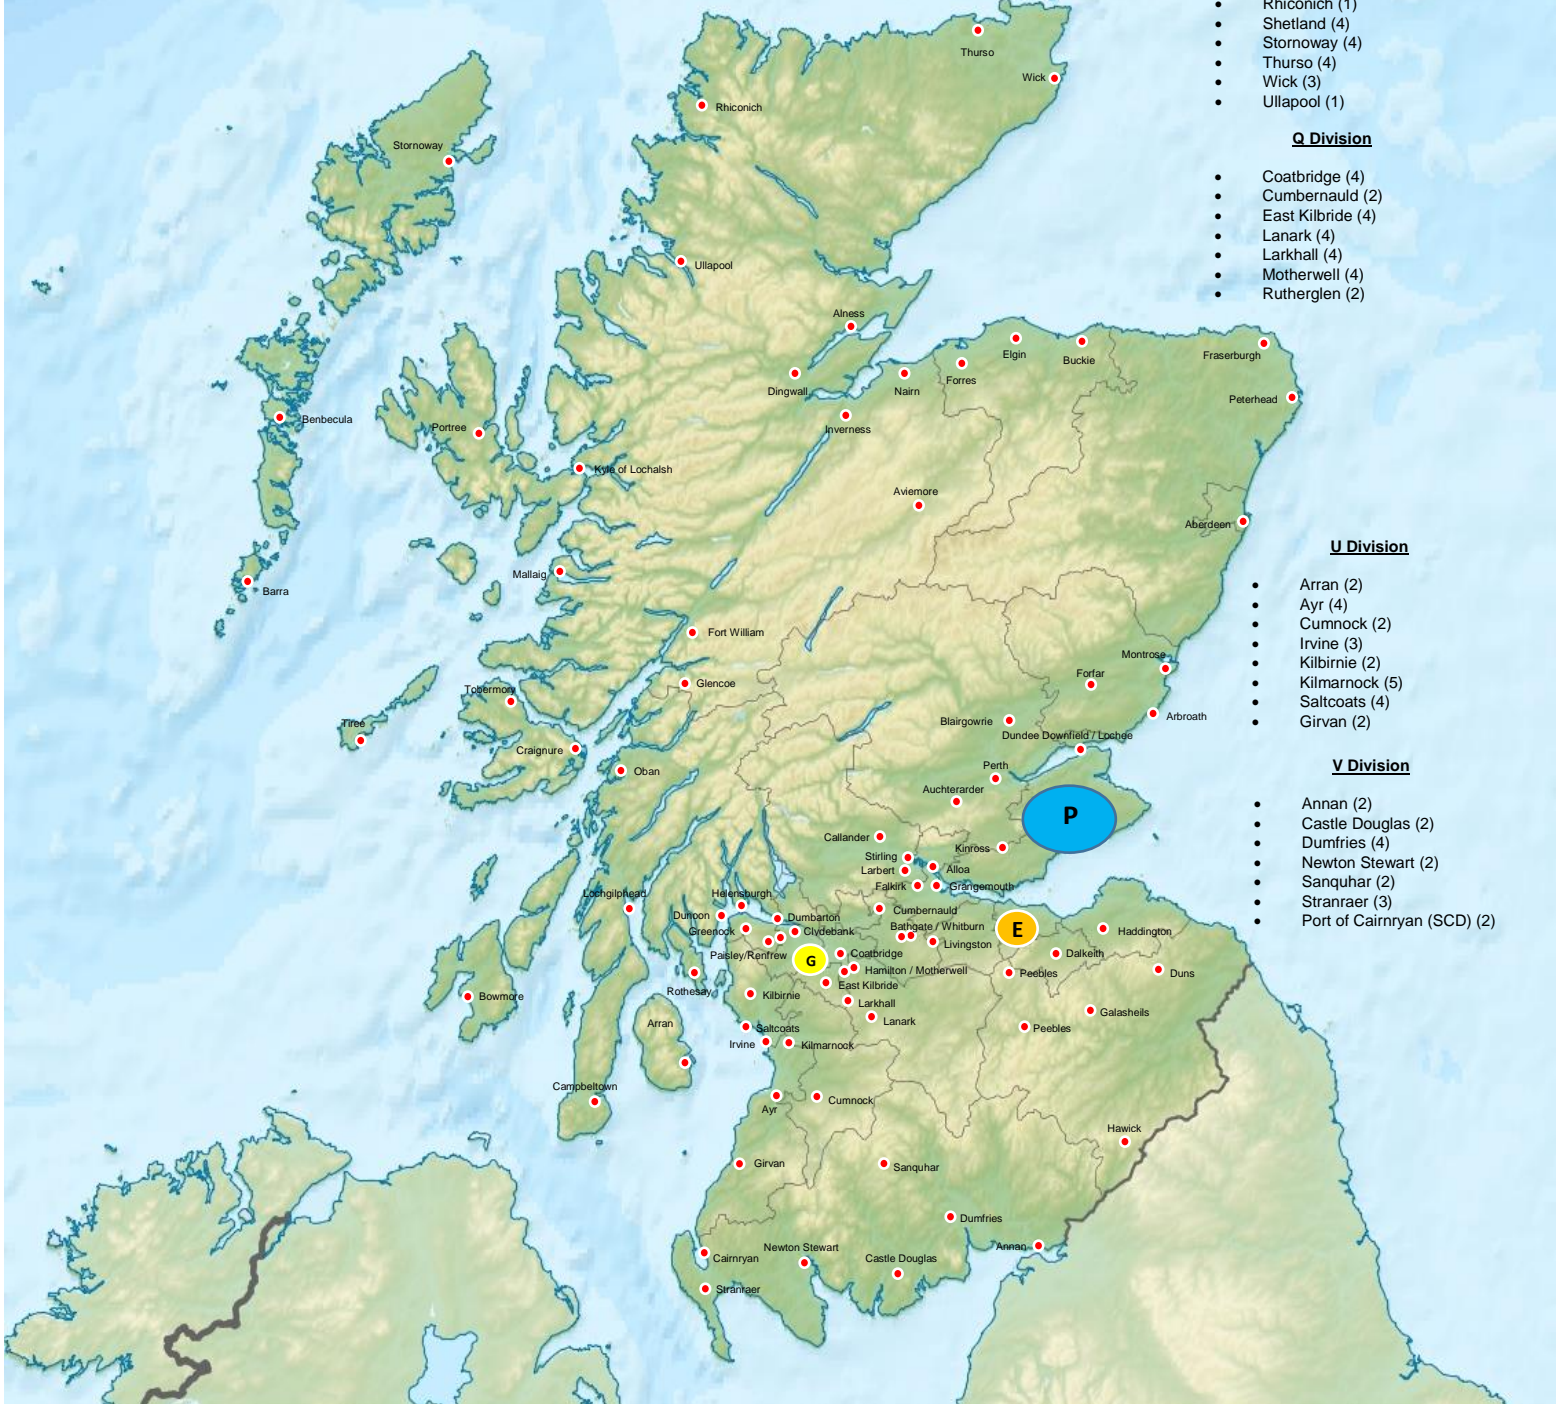 • Rhiconich (1)
• Shetland (4)
• Stornoway (4)
• Thurso (4)
• Wick (3)
• Ullapool (1)
Q Division
• Coatbridge (4)
• Cumbernauld (2)
• East Kilbride (4)
• Lanark (4)
• Larkhall (4)
• Motherwell (4)
• Rutherglen (2)
U Division
• Arran (2)
• Ayr (4)
• Cumnock (2)
• Irvine (3)
• Kilbirnie (2)
• Kilmarnock (5)
• Saltcoats (4)
• Girvan (2)
V Division
• Annan (2)
• Castle Douglas (2)
• Dumfries (4)
• Newton Stewart (2)
• Sanquhar (2)
• Stranraer (3)
• Port of Cairnryan (SCD) (2)
Thurso
Wick
Rhiconich
Stornoway
Ullapool
Alness
Elgin
Buckie
Fraserburgh
Dingwall
Nairn
Forres
Peterhead
Benbecula
Portree
Inverness
Kyle of Lochalsh
Aviemore
Aberdeen
Mallaig
Barra
Fort William
Montrose
Forfar
Glencoe
Tobermory
Arbroath
Tiree
Blairgowrie
Dundee Downfield / Lochee
Craignure
Oban
Perth
Auchterarder
P
Callander
Kinross
Stirling
Larbert
Alloa
Falkirk
Grangemouth
Lochgilphead
Helensburgh
Dunoon
Dumbarton
Cumbernauld
Greenock
Clydebank
Bathgate / Whitburn
E
Haddington
Livingston
Paisley/Renfrew
G
Coatbridge
Dalkeith
Hamilton / Motherwell
Peebles
Duns
East Kilbride
Rothesay
Kilbirnie
Bowmore
Larkhall
Galasheils
Lanark
Arran
Saltcoats
Peebles
Irvine
Kilmarnock
Campbeltown
Ayr
Cumnock
Hawick
Girvan
Sanquhar
Dumfries
Annan
Newton Stewart
Cairnryan
Castle Douglas
Stranraer